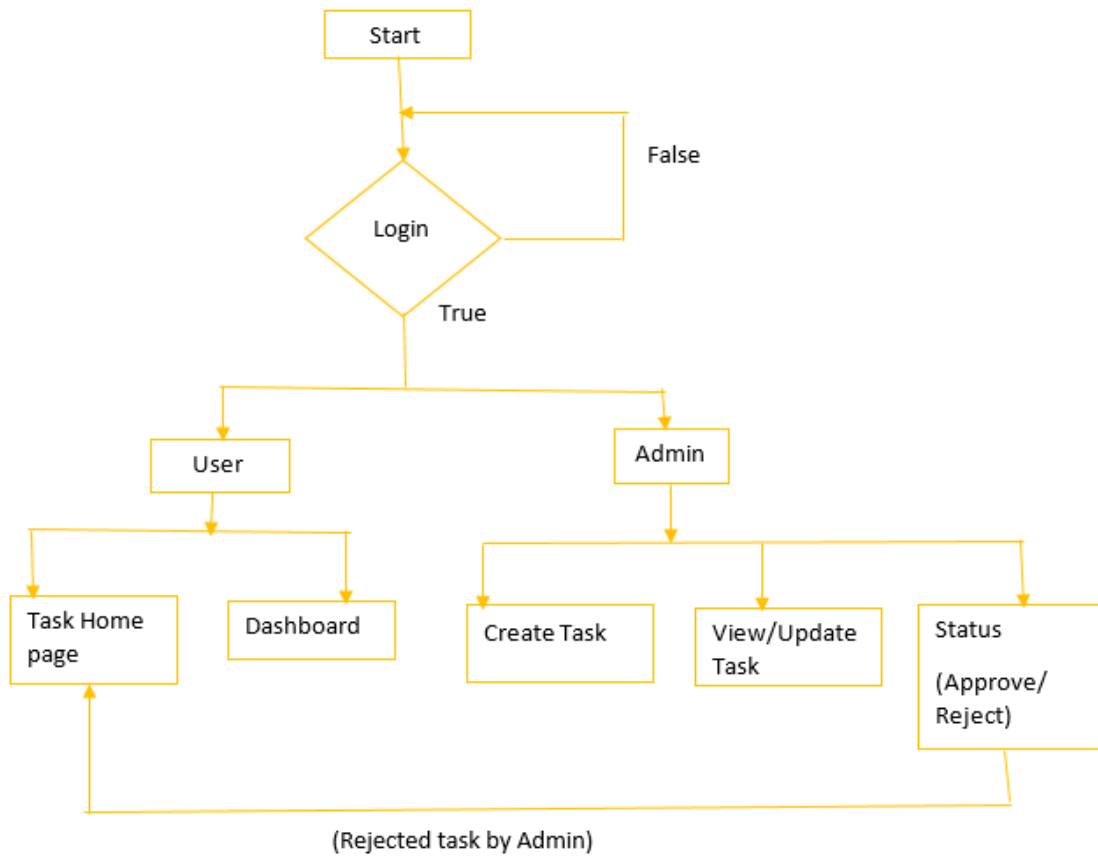 Start
False
Login
True
User
Admin
Task Home
page
Dashboard
Create Task
View/Update
Task
Status
(Approve/
Reject)
(Rejected task by Admin)